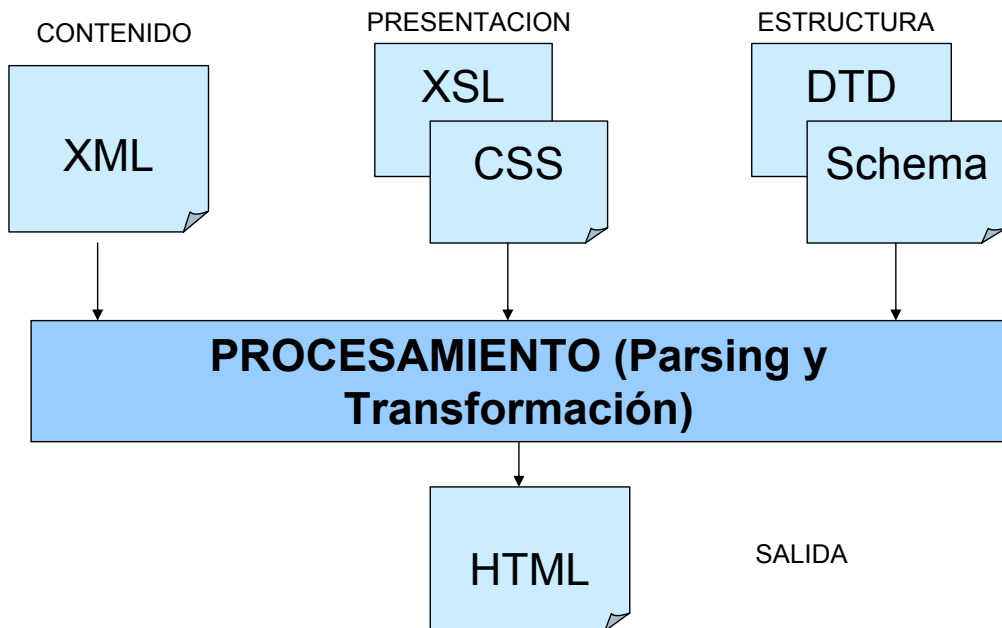 CONTENIDO
PRESENTACION
ESTRUCTURA
XML
XSL
CSS
DTD
Schema
PROCESAMIENTO (Parsing y
Transformación)
HTML
SALIDA